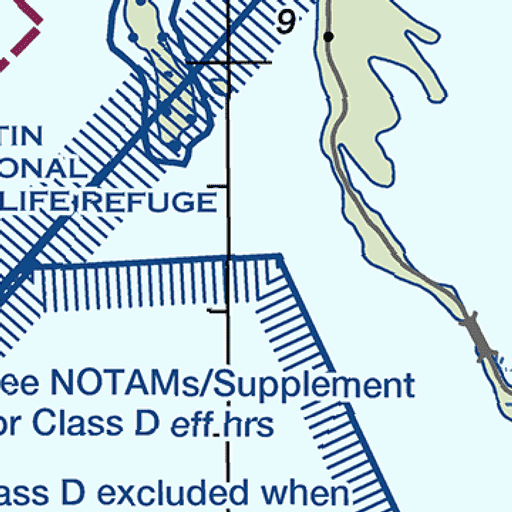 9
TIN
ONAL
LIFE REFUGE
ee NOTAMs/Supplement
or Class D eff hrs
ass D excluded when